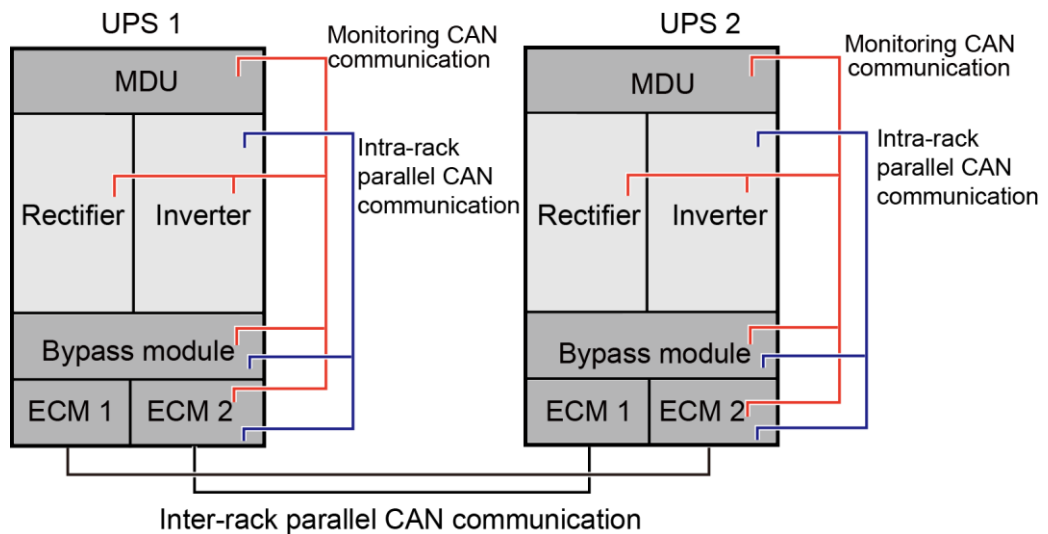 UPS 1
UPS 2
Monitoring CAN
communication
Monitoring CAN
communication
MDU
MDU
Intra-rack
parallel CAN
communication
Intra-rack
parallel CAN
communication
Rectifier
Inverter
Rectifier
Inverter
Bypass module
Bypass module
ECM 1
ECM 2
ECM 1
ECM 2
Inter-rack parallel CAN communication